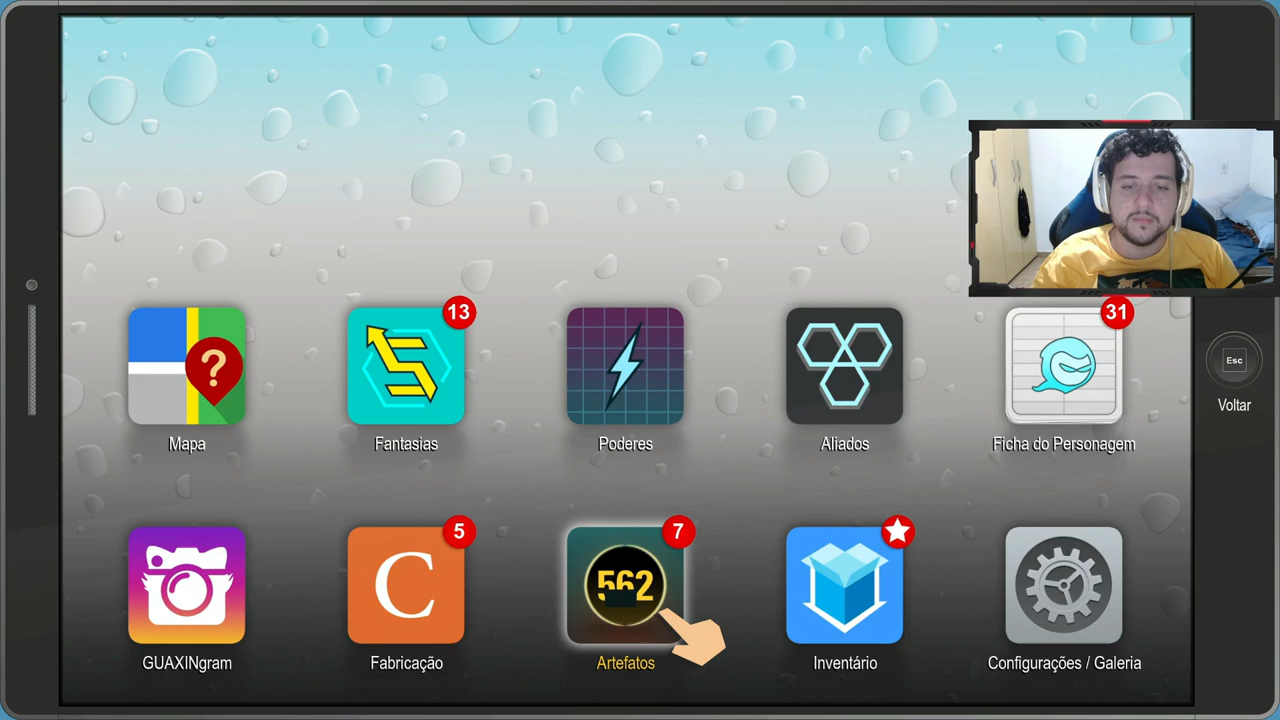 13
31
Mapa
Fantasias
Poderes
Aliados
Ficha do Personagem
Esc
Voltar
5
7
C
562
GUAXINgram
Fabricação
Artefatos
Inventário
Configurações / Galeria